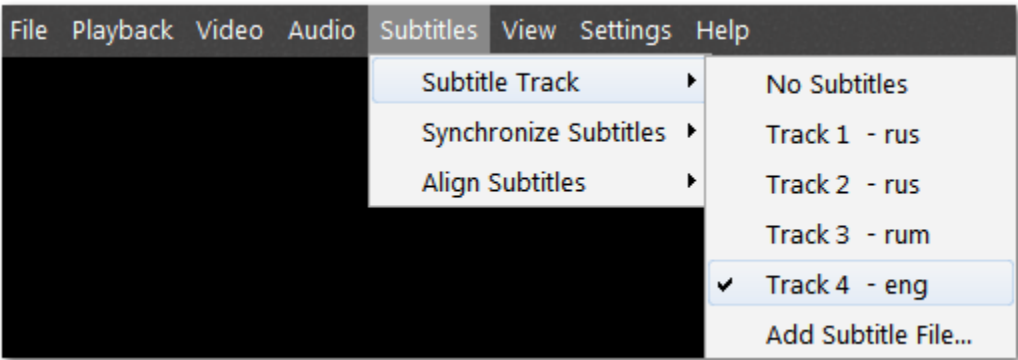 File Playback Video Audio Subtitles View Settings Help
Subtitle Track
Synchronize Subtitles
Align Subtitles
No Subtitles
Track 1 - rus
Track 2 - rus
Track 3 - rum
Track 4 - eng
Add Subtitle File...